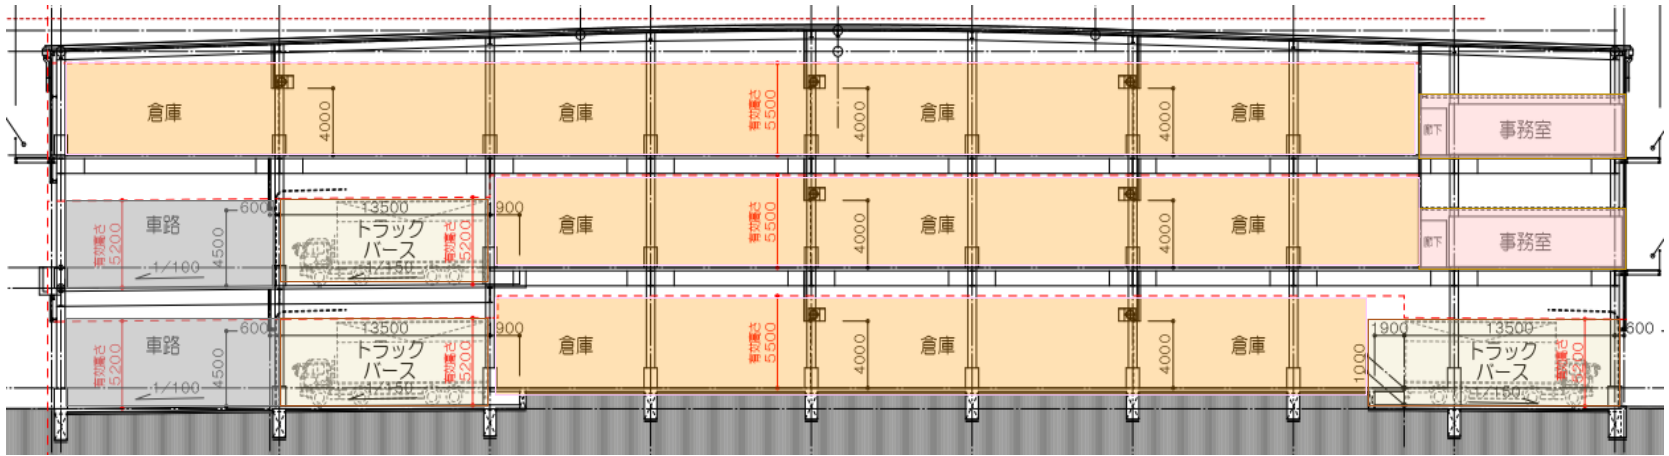 倉庫
4000
倉庫
有効高さ
5500
4000
倉庫
4000
倉庫
廊下
事務室
車路
有効高さ
5200
4500
1/100
600
13500
トラック
バース
1/150
有効高さ
5200
900
倉庫
有効高さ
5500
4000
倉庫
4000
倉庫
廊下
事務室
車路
有効高さ
5200
4500
1/100
600
13500
トラック
バース
1/150
有効高さ
5200
900
倉庫
有効高さ
5500
4000
倉庫
4000
倉庫
1900
1000
13500
トラック
バース
1/150
有効高さ
5200
600